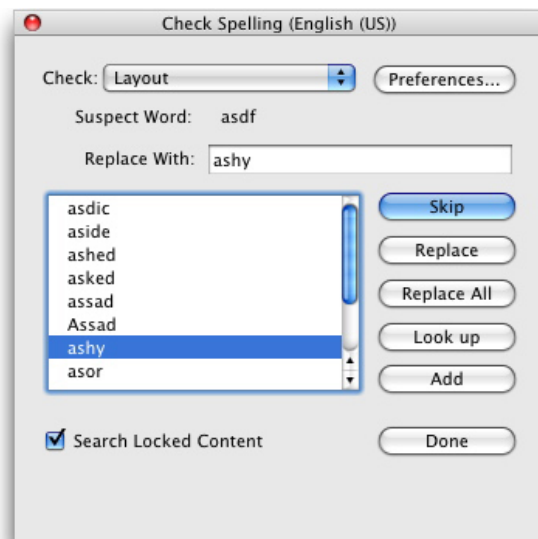 Check Spelling (English (US))
Check: Layout
Preferences...
Suspect Word: asdf
Replace With: ashy
asdic
aside
ashed
asked
assad
Assad
ashy
asor
Skip
Replace
Replace All
Look up
Add
Search Locked Content
Done